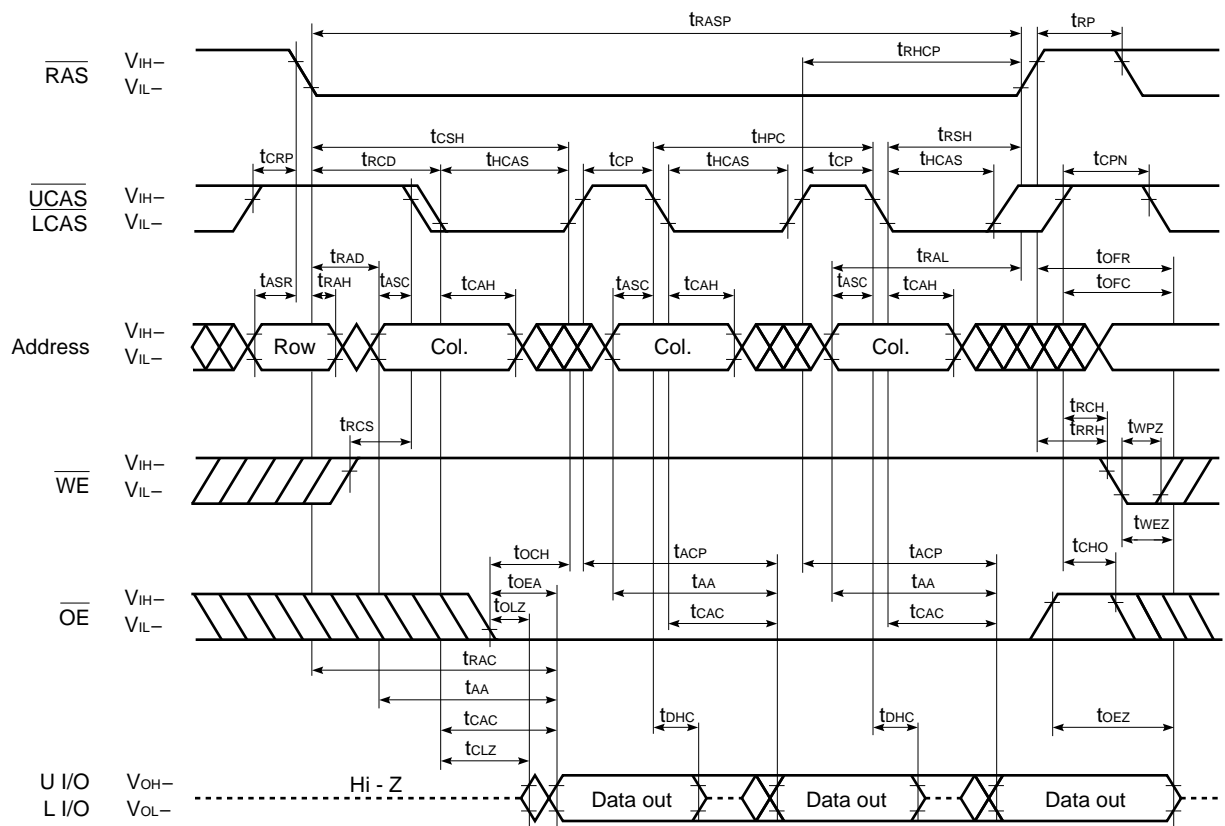 tRASP tRP
RAS VIH–
VIL–
tRHCP
tCSH tHPC tRSH
tCRP tRCD tHCAS tCP tHCAS tCP tHCAS tCPN
UCAS VIH–
LCAS VIL–
tRAD tRAL tOFR
tASR tRAH tASC tCAH tASC tCAH tASC tCAH tOFC
Address VIH–
VIL–
Row Col. Col. Col.
tRCH
tRCS tRRH tWPZ
WE VIH–
VIL–
tWEZ
tOCH tACP tACP tCHO
tOEA tAA tAA
OE VIH–
VIL–
tOLZ tCAC tCAC
tRAC
tAA
tCAC tDHC tDHC tOEZ
tCLZ
U I/O VOH–
L I/O VOL–
Hi - Z Data out Data out Data out